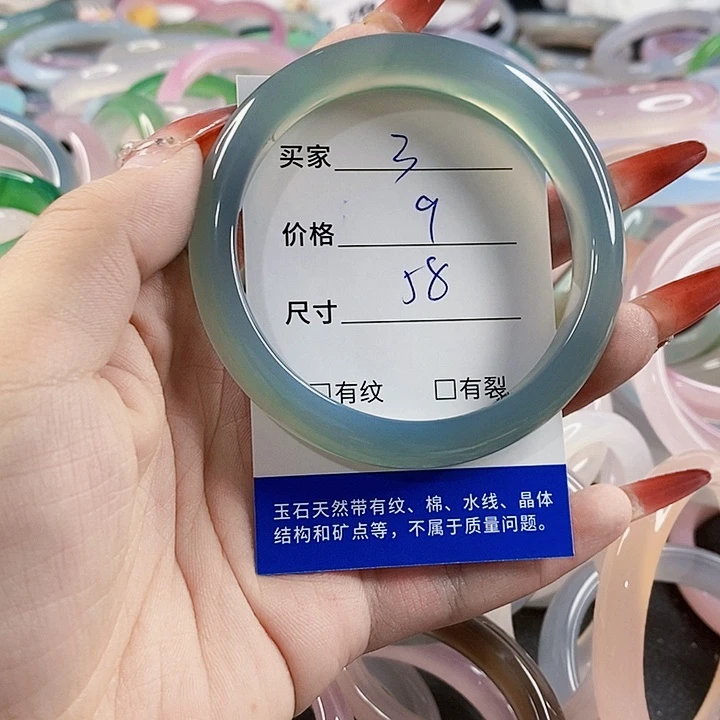 买家 3
价格 9
尺寸 58
□有纹 □有裂
玉石天然带有纹、棉、水线、晶体
结构和矿点等，不属于质量问题。